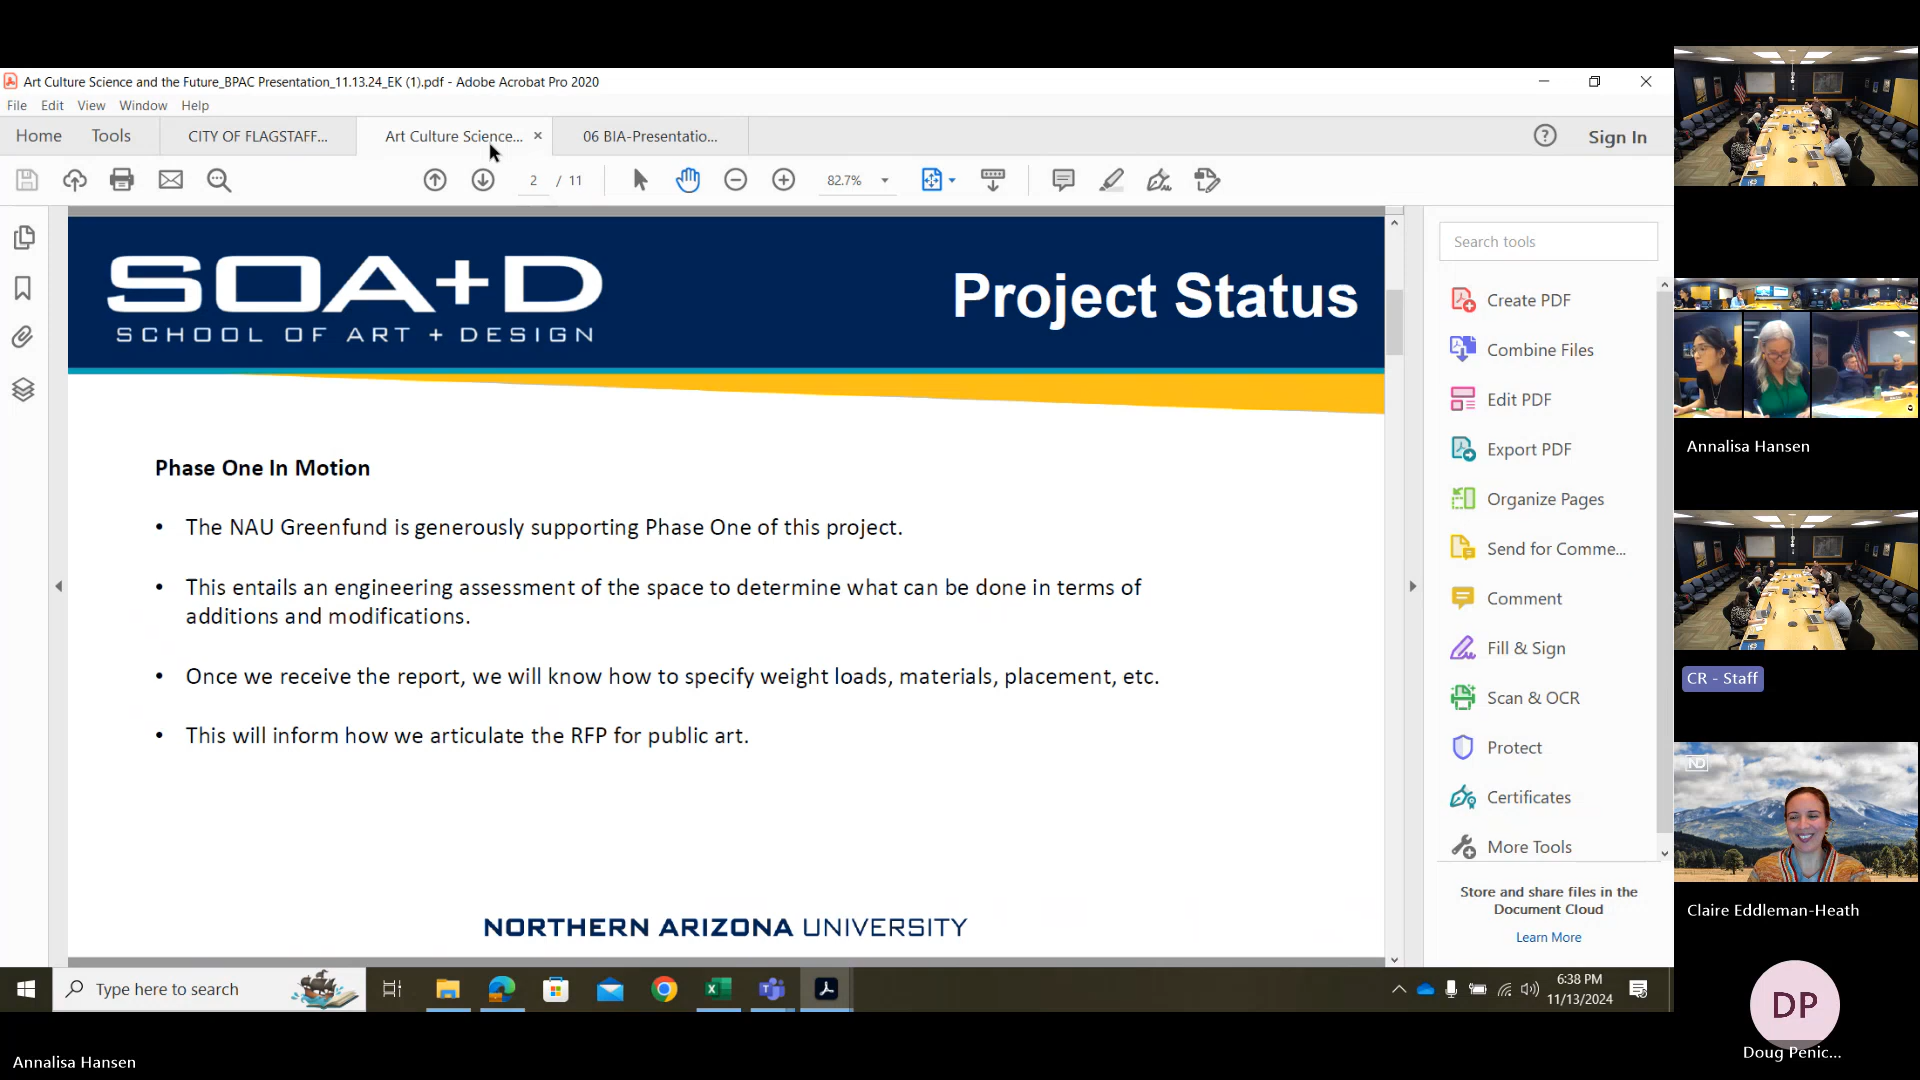 Art Culture Science and the Future_BPAC Presentation_11.13.24_EK (1).pdf - Adobe Acrobat Pro 2020
File Edit View Window Help
Home Tools CITY OF FLAGSTAFF... Art Culture Science... × 06 BIA-Presentatio... Sign In
2 / 11 82.7%
SOA+D
SCHOOL OF ART + DESIGN
Project Status
Phase One In Motion
• The NAU Greenfund is generously supporting Phase One of this project.
• This entails an engineering assessment of the space to determine what can be done in terms of
additions and modifications.
• Once we receive the report, we will know how to specify weight loads, materials, placement, etc.
• This will inform how we articulate the RFP for public art.
NORTHERN ARIZONA UNIVERSITY
Search tools
Create PDF
Combine Files
Edit PDF
Export PDF
Organize Pages
Send for Comme...
Comment
Fill & Sign
Scan & OCR
Protect
Certificates
More Tools
Store and share files in the
Document Cloud
Learn More
Type here to search
6:38 PM
11/13/2024
Annalisa Hansen
CR - Staff
ND
Claire Eddleman-Heath
DP
Doug Penic...
Annalisa Hansen